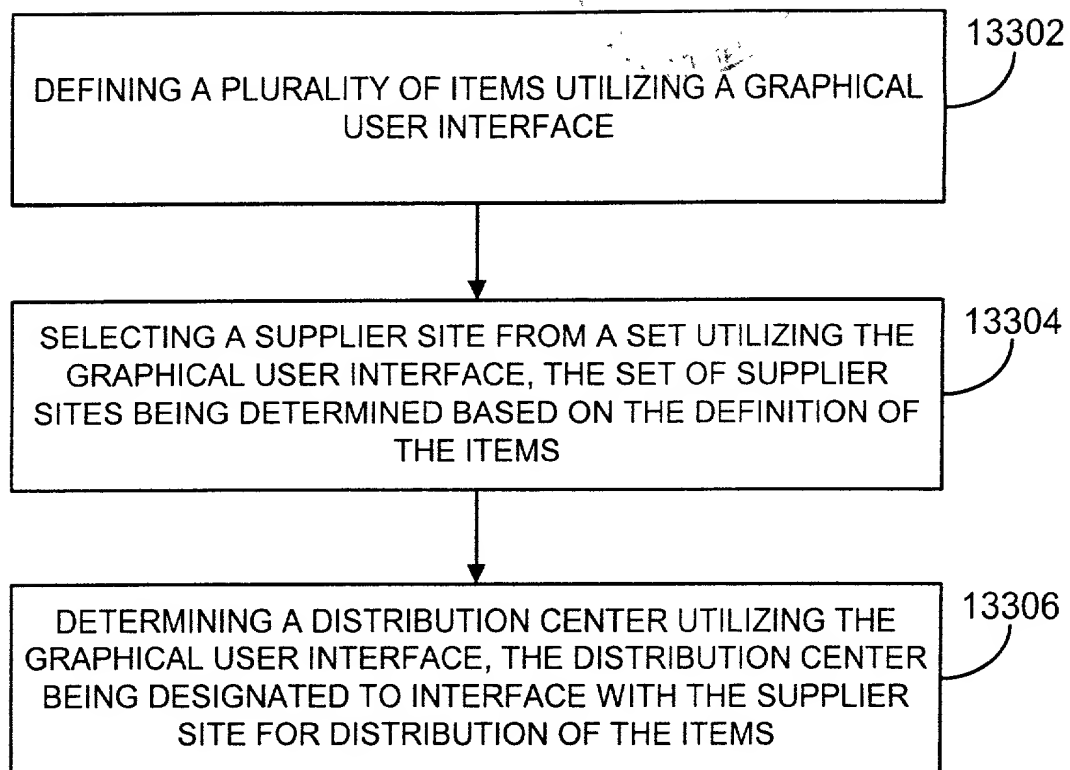 13302
DEFINING A PLURALITY OF ITEMS UTILIZING A GRAPHICAL
USER INTERFACE
13304
SELECTING A SUPPLIER SITE FROM A SET UTILIZING THE
GRAPHICAL USER INTERFACE, THE SET OF SUPPLIER
SITES BEING DETERMINED BASED ON THE DEFINITION OF
THE ITEMS
13306
DETERMINING A DISTRIBUTION CENTER UTILIZING THE
GRAPHICAL USER INTERFACE, THE DISTRIBUTION CENTER
BEING DESIGNATED TO INTERFACE WITH THE SUPPLIER
SITE FOR DISTRIBUTION OF THE ITEMS